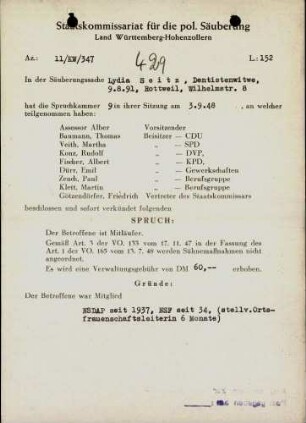 Staatskommissariat für die pol. Säuberung
Land Württemberg-Hohenzollern
Az.: 11/EW/347
429
L: 152
In der Säuberungssache Lydia Seitz, Dentistenwitwe,
9.8.91, Rottweil, Wilhelmstr. 8
hat die Spruchkammer 9 in ihrer Sitzung am 3.9.48 , an welcher
teilgenommen haben:
Assessor Alber Vorsitzender
Baumann, Thomas Beisitzer — CDU
Veith, Martha „ — SPD
Konz, Rudolf „ — DVP,
Fischer, Albert „ — KPD,
Dürr, Emil „ — Gewerkschaften
Zeuch, Paul „ — Berufsgruppe
Klett, Martin „ — Berufsgruppe
Götzendörfer, Friedrich Vertreter des Staatskommissars
beschlossen und sofort verkündet folgenden
SPRUCH:
Der Betroffene ist Mitläufer.
Gemäß Art. 3 der VO. 133 vom 17. 11. 47 in der Fassung des
Art. 1 der VO. 165 vom 13. 7. 48 werden Sühnemaßnahmen nicht
angeordnet.
Es wird eine Verwaltungsgebühr von DM 60,-- erhoben.
Gründe:
Der Betroffene war Mitglied
NSDAP seit 1937, NSF seit 34, (stellv.Orts-
frauenschaftsleiterin 6 Monate)